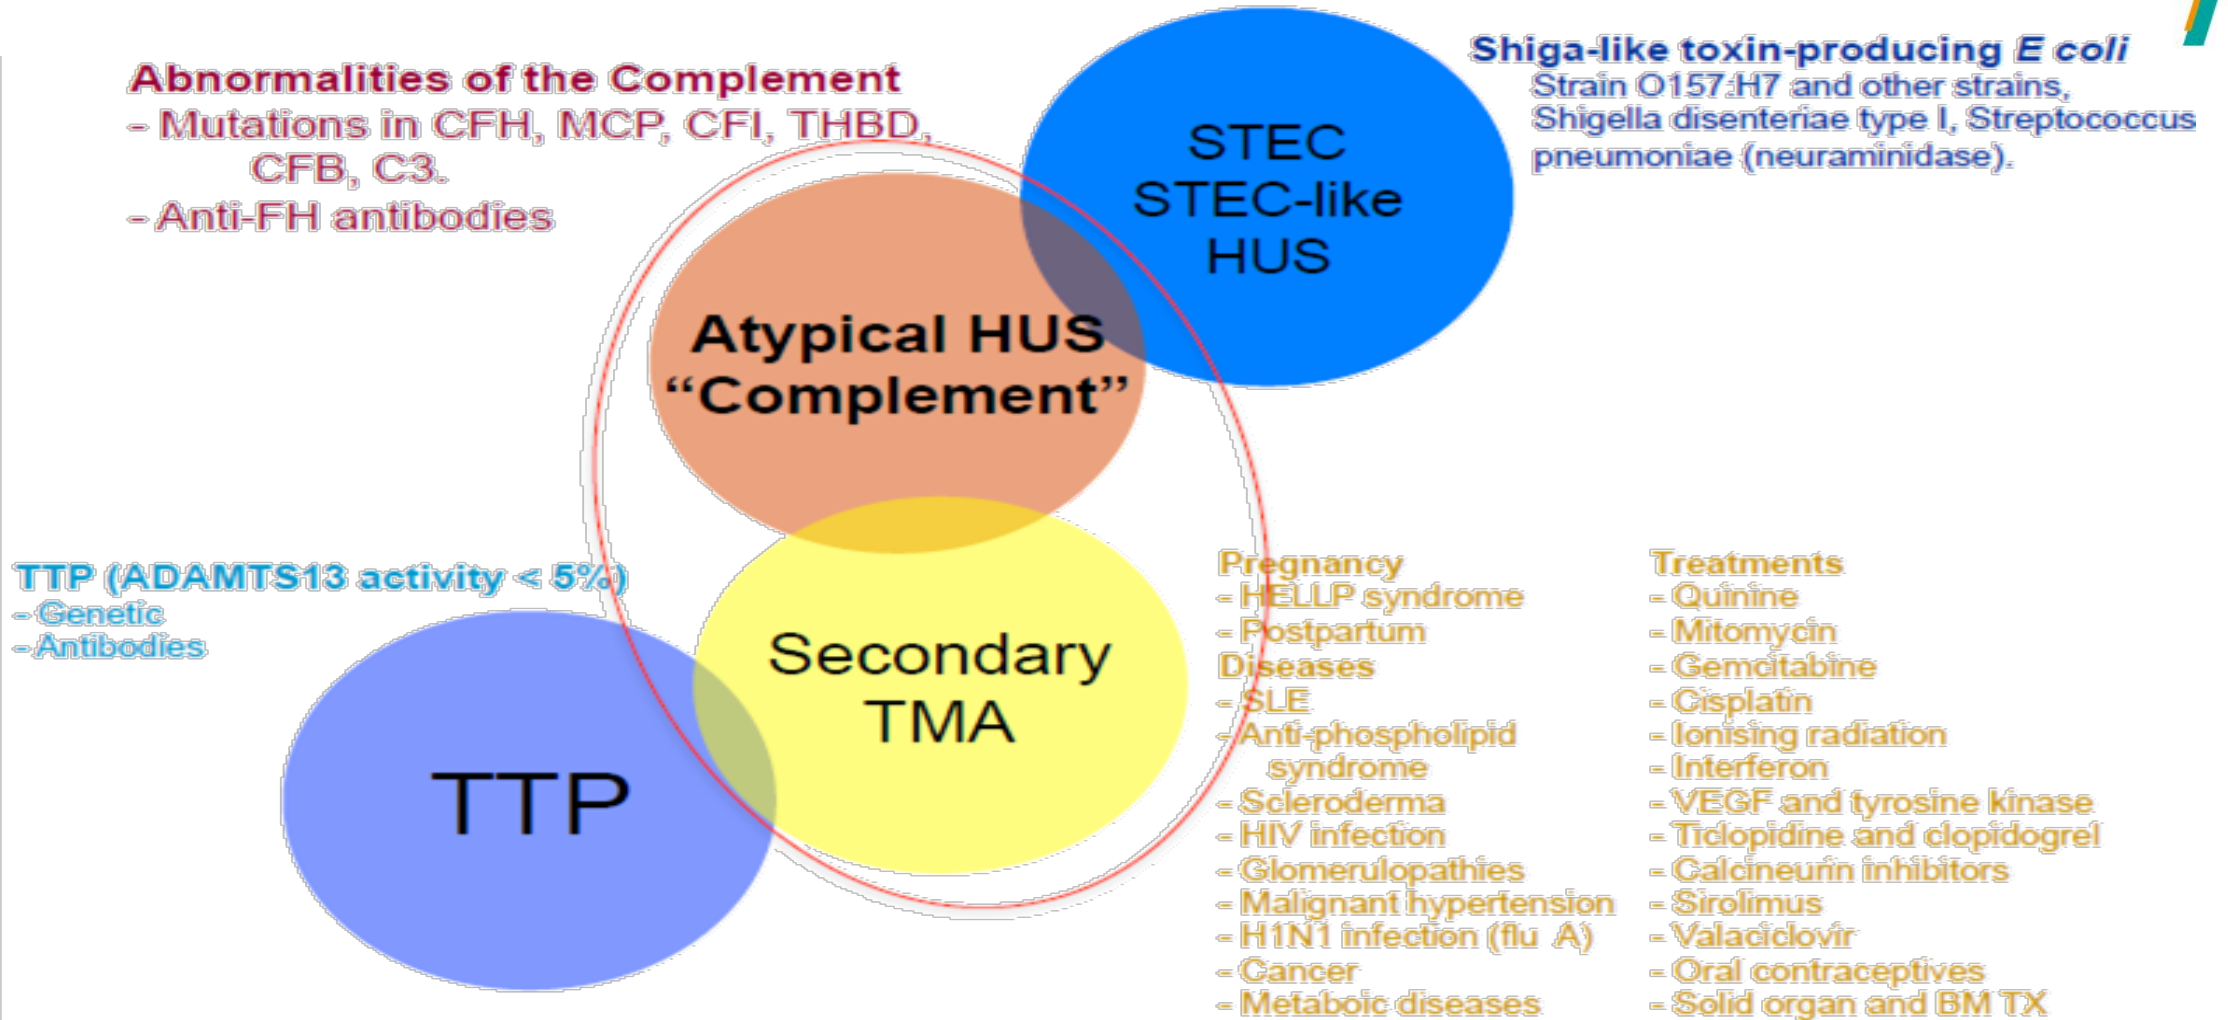 Abnormalities of the Complement
- Mutations in CFH, MCP, CFI, THBD,
CFB, C3.
- Anti-FH antibodies
Shiga-like toxin-producing E coli
Strain O157:H7 and other strains,
Shigella disenteriae type I, Streptococcus
pneumoniae (neuraminidase).
STEC
STEC-like
HUS
Atypical HUS
“Complement”
TTP (ADAMTS13 activity < 5%)
- Genetic
- Antibodies
Secondary
TMA
TTP
Pregnancy
- HELLP syndrome
- Postpartum
Diseases
- SLE
- Anti-phospholipid
syndrome
- Scleroderma
- HIV infection
- Glomerulopathies
- Malignant hypertension
- H1N1 infection (flu A)
- Cancer
- Metaboic diseases
Treatments
- Quinine
- Mitomycin
- Gemcitabine
- Cisplatin
- Ionising radiation
- Interferon
- VEGF and tyrosine kinase
- Ticlopidine and clopidogrel
- Calcineurin inhibitors
- Sirolimus
- Valaciclovir
- Oral contraceptives
- Solid organ and BM TX